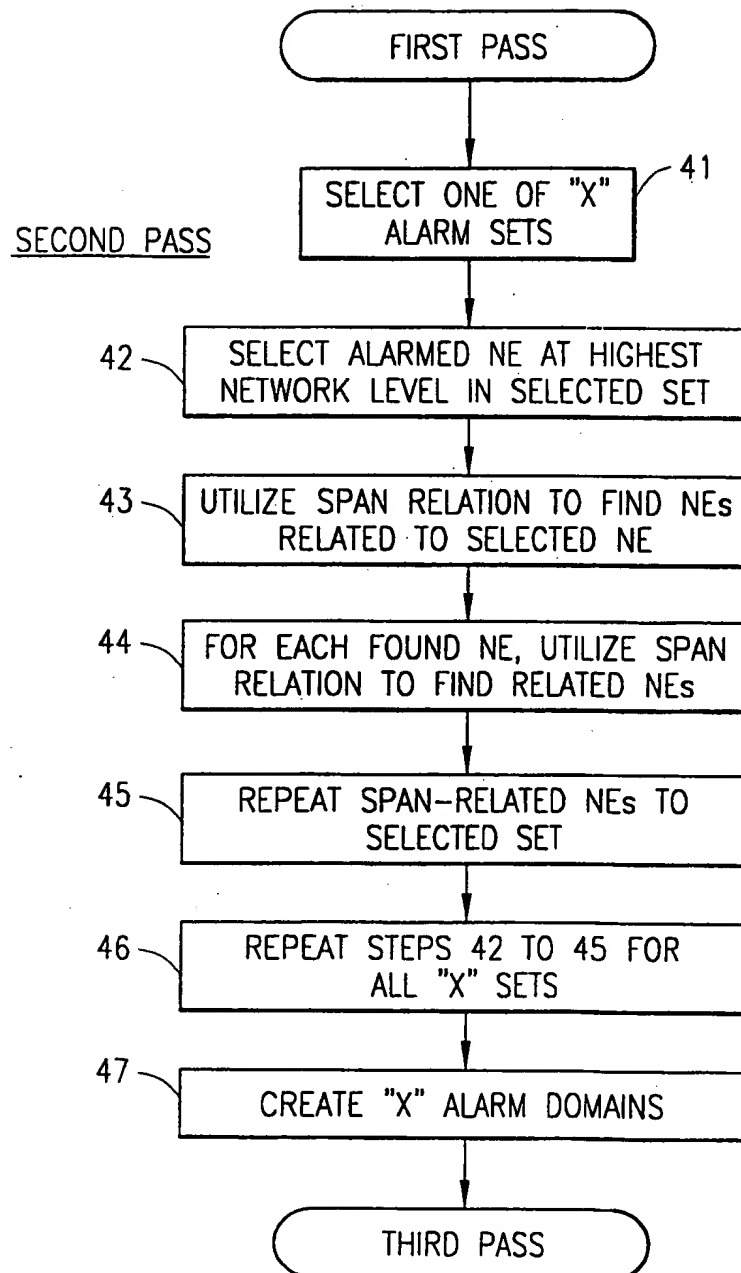 FIRST PASS
41
SELECT ONE OF "X"
ALARM SETS
SECOND PASS
42
SELECT ALARMED NE AT HIGHEST
NETWORK LEVEL IN SELECTED SET
43
UTILIZE SPAN RELATION TO FIND NEs
RELATED TO SELECTED NE
44
FOR EACH FOUND NE, UTILIZE SPAN
RELATION TO FIND RELATED NEs
45
REPEAT SPAN-RELATED NEs TO
SELECTED SET
46
REPEAT STEPS 42 TO 45 FOR
ALL "X" SETS
47
CREATE "X" ALARM DOMAINS
THIRD PASS